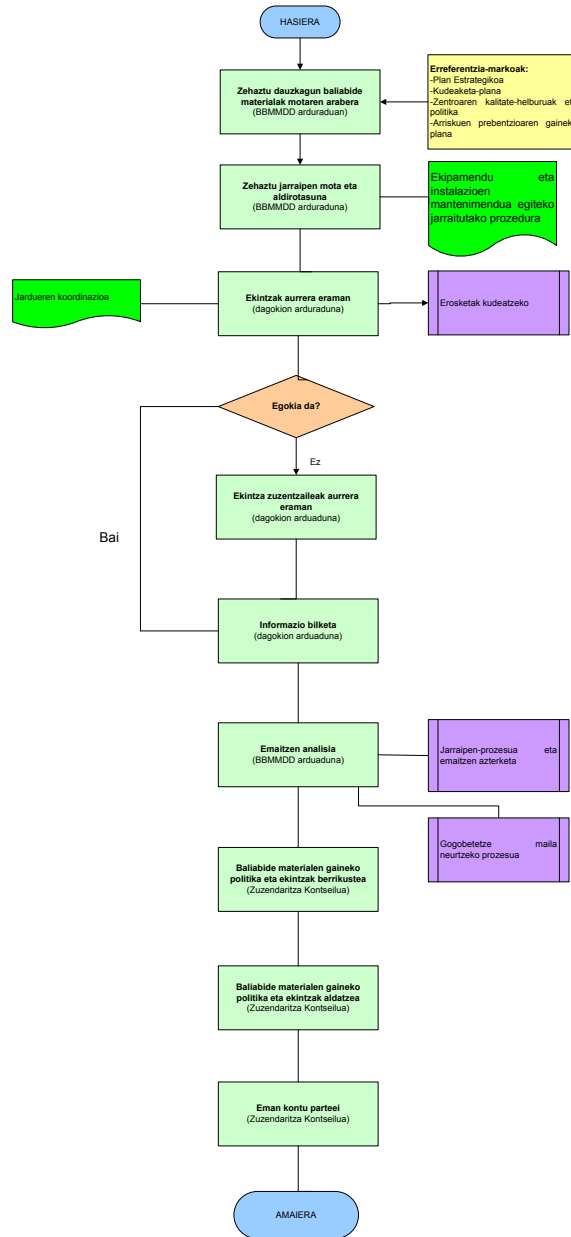 HASIERA
Zehaztu dauzkagun baliabide
materialak motaren arabera
(BBMMDD arduraduan)
Erreferentzia-markoak:
-Plan Estrategikoa
-Kudeaketa-plana
-Zentroaren kalitate-helburuak et
politika
-Arriskuen prebentzioaren gainek
plana
Zehaztu jarraipen mota eta
aldirotasuna
(BBMMDD arduraduna)
Ekipamendu eta
instalazioen
mantenimendua egiteko
jarraitutako prozedura
Jardueren koordinazioa
Ekintzak aurrera eraman
(dagokion arduraduna)
Erosketak kudeatzeko
Egokia da?
Ez
Bai
Ekintza zuzentzaileak aurrera
eraman
(dagokion arduaduna)
Informazio bilketa
(dagokion arduaduna)
Emaitzen analisia
(BBMMDD arduaduna)
Jarraipen-prozesua eta
emaitzen azterketa
Gogobetetze maila
neurtzeko prozesua
Baliabide materialen gaineko
politika eta ekintzak berrikustea
(Zuzendaritza Kontseilua)
Baliabide materialen gaineko
politika eta ekintzak aldatzea
(Zuzendaritza Kontseilua)
Eman kontu parteei
(Zuzendaritza Kontseilua)
AMAIERA